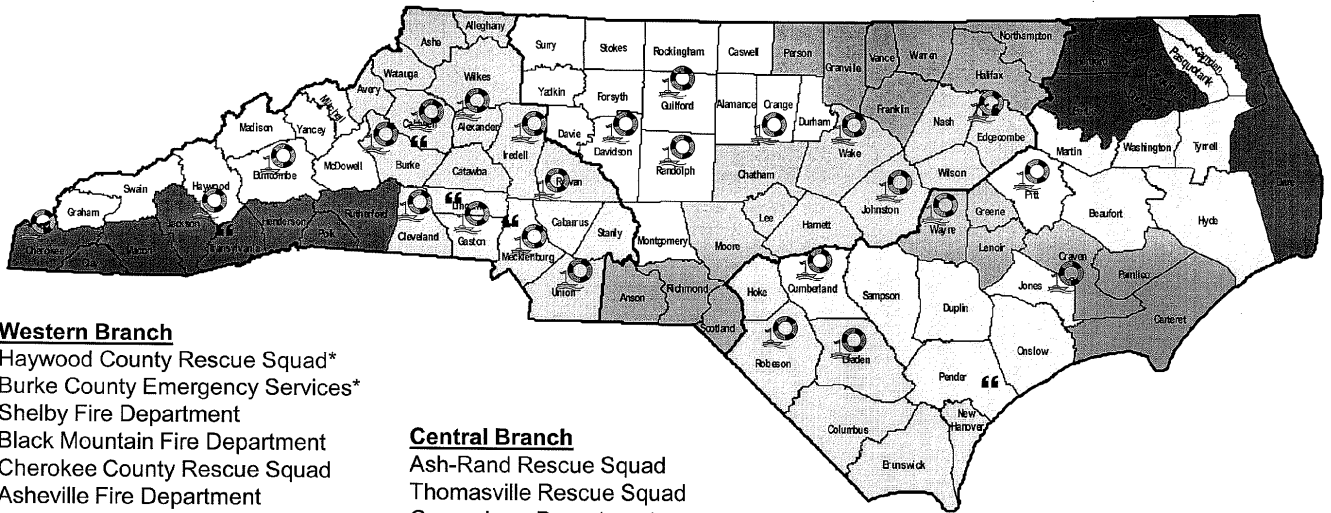 Alleghany
Ashe
Surry
Stokes
Rockingham
Caswell
Person
Granville
Vance
Warren
Northampton
Halifax
Camden
Pasquotank
Watauga
Wilkes
Yadkin
Forsyth
Guilford
Alamance
Orange
Durham
Franklin
Nash
Edgecombe
Martin
Washington
Tyrrell
Avery
Mitchell
Yancey
Madison
Alexander
Iredell
Davie
Davidson
Randolph
Chatham
Wake
Wilson
Pitt
Beaufort
Hyde
McDowell
Burke
Catawba
Rowan
Buncombe
Haywood
Swain
Graham
Cherokee
Clay
Macon
Jackson
Transylvania
Henderson
Polk
Rutherford
Cleveland
Gaston
Mecklenburg
Cabarrus
Stanly
Montgomery
Moore
Lee
Harnett
Johnston
Wayne
Greene
Lenoir
Craven
Pamlico
Jones
Carteret
Union
Anson
Richmond
Scotland
Hoke
Cumberland
Sampson
Duplin
Onslow
Robeson
Bladen
Pender
New
Hanover
Columbus
Brunswick
Western Branch
Haywood County Rescue Squad*
Burke County Emergency Services*
Shelby Fire Department
Black Mountain Fire Department
Cherokee County Rescue Squad
Asheville Fire Department
Central Branch
Ash-Rand Rescue Squad
Thomasville Rescue Squad